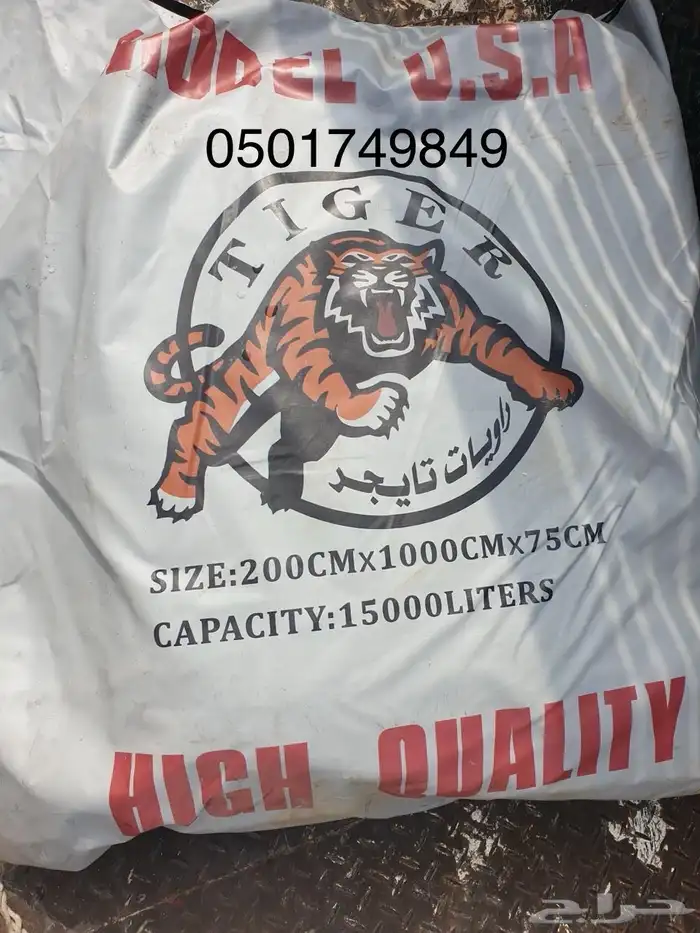 MODEL U.S.A
0501749849
TIGER
راويات تايجر
SIZE:200CMx1000CMx75CM
CAPACITY:15000LITERS
HIGH QUALITY
حراج